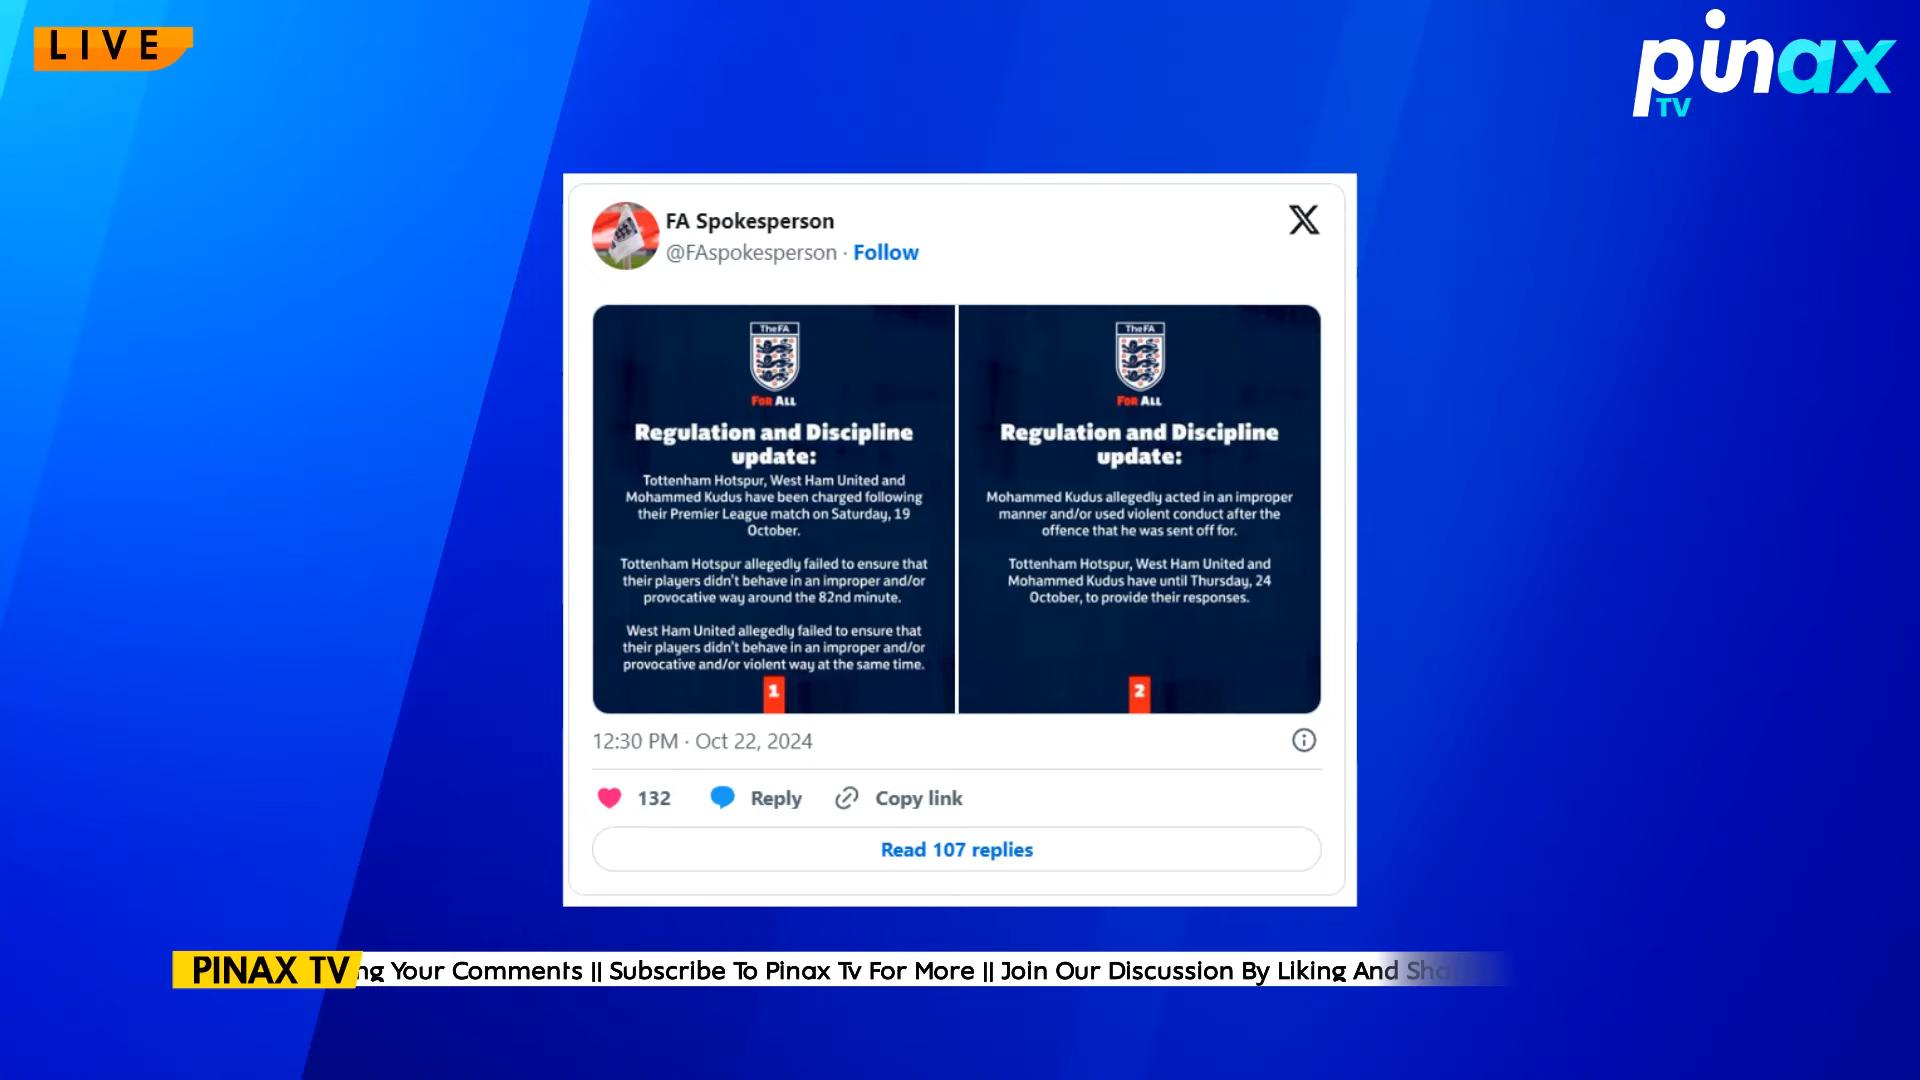 LIVE
pinax
TV
FA Spokesperson
@FAspokesperson · Follow
TheFA
FOR ALL
Regulation and Discipline
update:
Tottenham Hotspur, West Ham United and
Mohammed Kudus have been charged following
their Premier League match on Saturday, 19
October.
Tottenham Hotspur allegedly failed to ensure that
their players didn't behave in an improper and/or
provocative way around the 82nd minute.
West Ham United allegedly failed to ensure that
their players didn't behave in an improper and/or
provocative and/or violent way at the same time.
1
TheFA
FOR ALL
Regulation and Discipline
update:
Mohammed Kudus allegedly acted in an improper
manner and/or used violent conduct after the
offence that he was sent off for.
Tottenham Hotspur, West Ham United and
Mohammed Kudus have until Thursday, 24
October, to provide their responses.
2
12:30 PM · Oct 22, 2024
132 Reply Copy link
Read 107 replies
PINAX TV ng Your Comments || Subscribe To Pinax Tv For More || Join Our Discussion By Liking And Sha